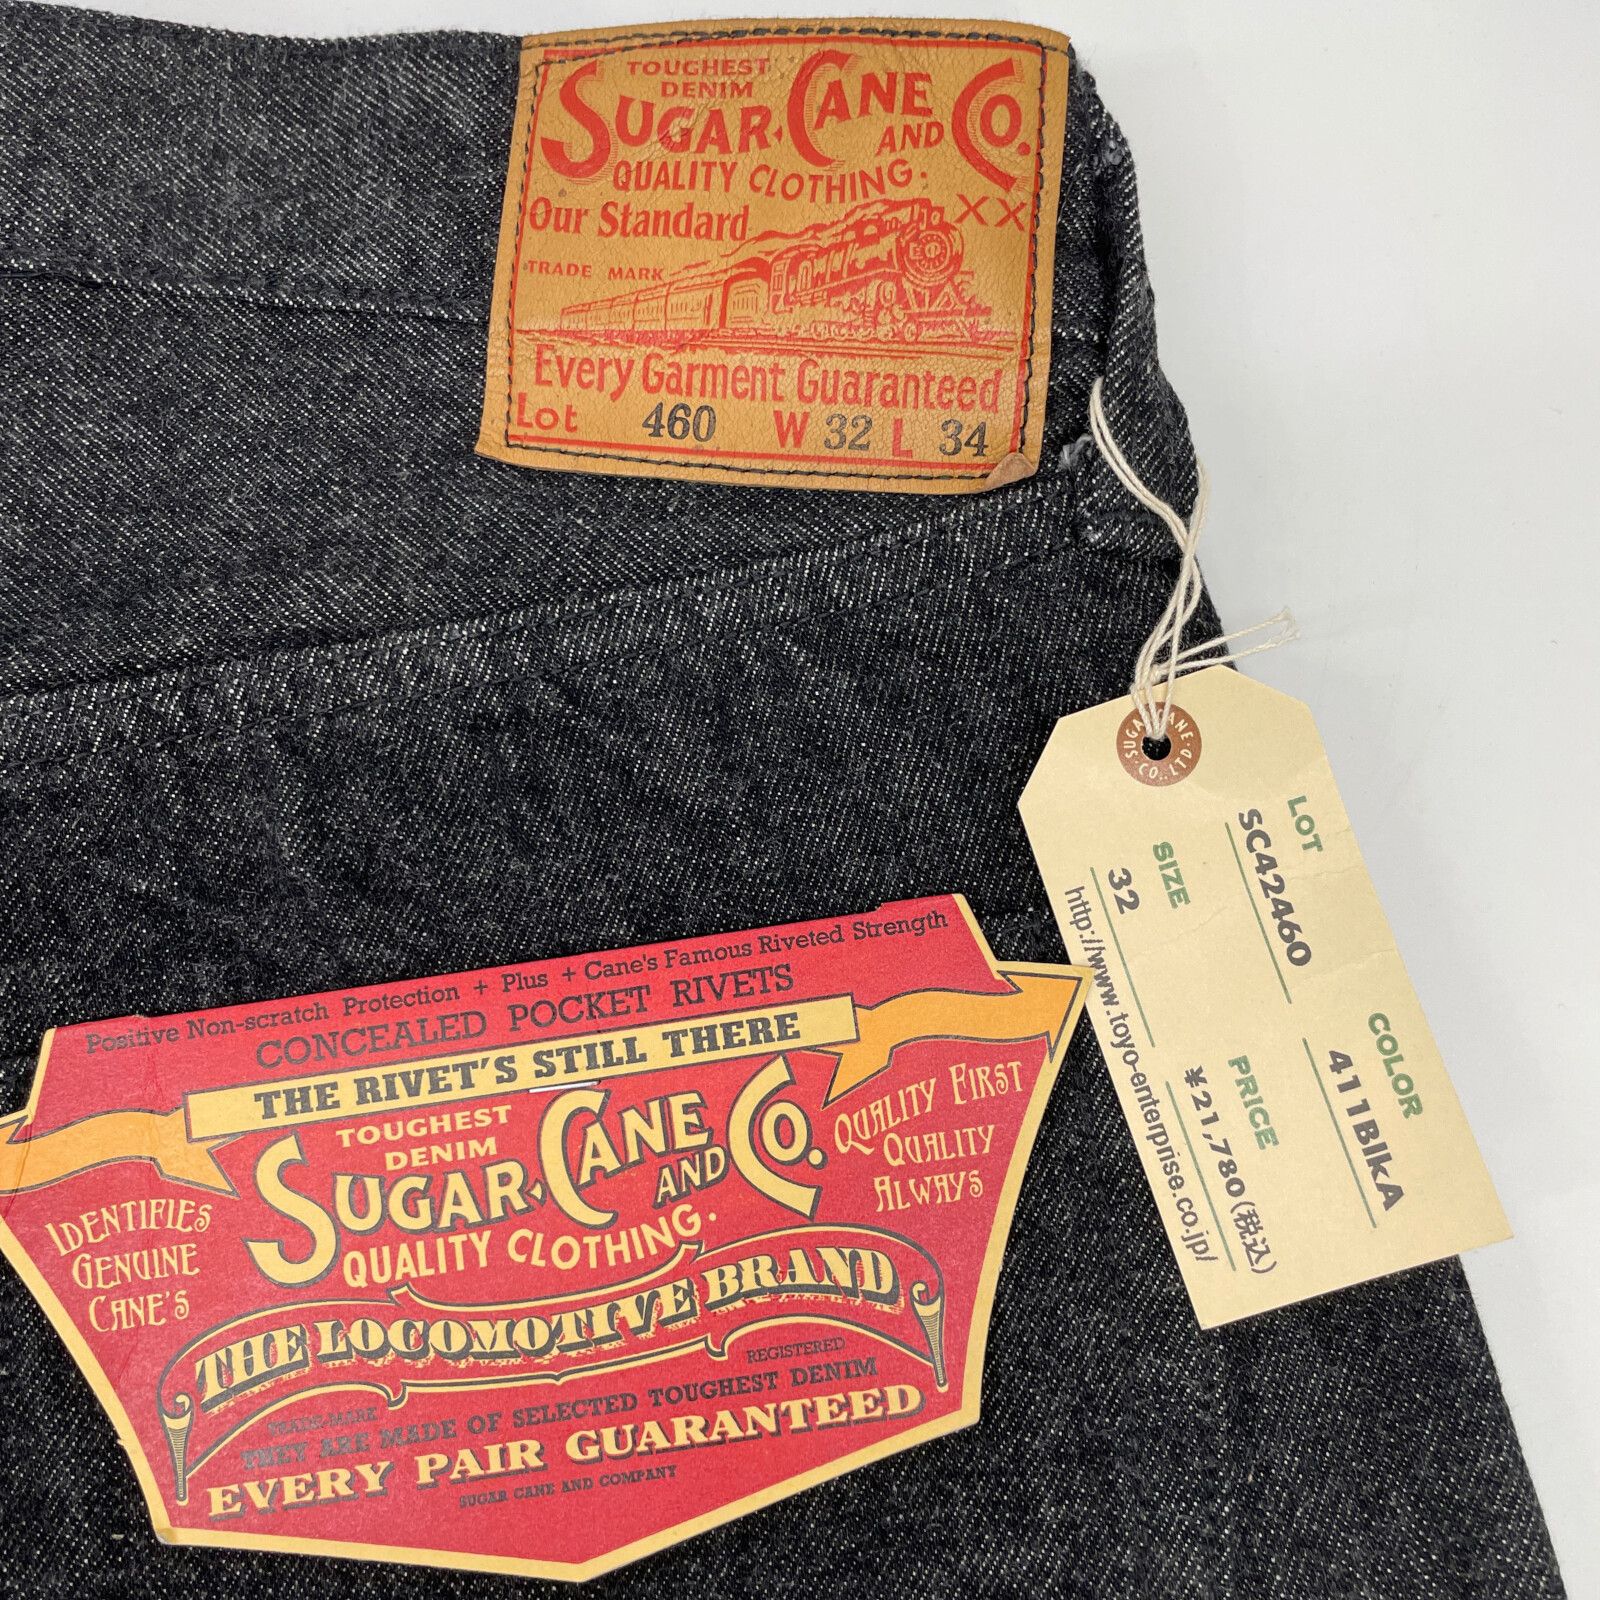 TOUGHEST
DENIM
SUGAR CANE AND CO.
QUALITY CLOTHING.
Our Standard XX
TRADE MARK
Every Garment Guaranteed
Lot 460 W 32 L 34
SUGAR CANE CO., LTD
LOT
SC42460
COLOR
411BlkA
SIZE
32
PRICE
¥21,780(税込)
http://www.toyo-enterprise.co.jp/
Positive Non-scratch Protection + Plus + Cane's Famous Riveted Strength
CONCEALED POCKET RIVETS
THE RIVET'S STILL THERE
TOUGHEST
DENIM
SUGAR CANE AND CO.
QUALITY CLOTHING.
IDENTIFIES
GENUINE
CANE'S
QUALITY FIRST
QUALITY
ALWAYS
THE LOCOMOTIVE BRAND
TRADE-MARK
REGISTERED
THEY ARE MADE OF SELECTED TOUGHEST DENIM
EVERY PAIR GUARANTEED
SUGAR CANE AND COMPANY